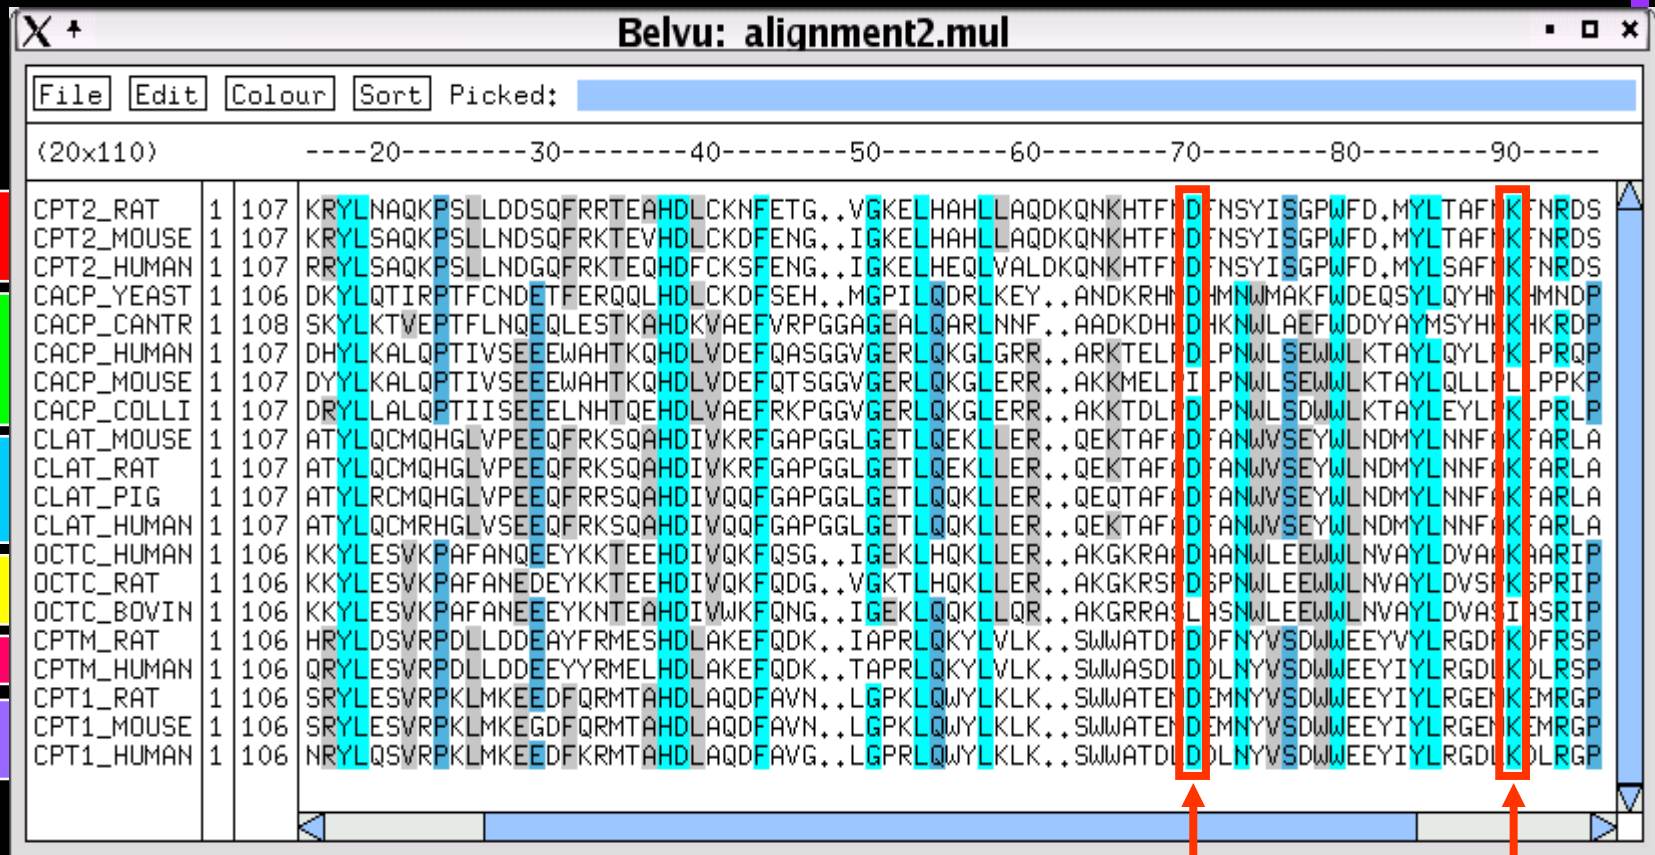 Belvu: alignment2.mul
File Edit Colour Sort Picked:
(20x110) ----20--------30--------40--------50--------60--------70--------80--------90-----
CPT2_RAT 1 107 KRYLNAQKPSLLDDSQFRRTEAHDLCKNFETG..VGKELHAHLLAQDKQNKHTFNDFNSYISGPWFD.MYLTAFNKFNRDS
CPT2_MOUSE 1 107 KRYLSAQKPSLLNDSQFRKTEVHDLCKDFENG..IGKELHAHLLAQDKQNKHTFNDFNSYISGPWFD.MYLTAFNKFNRDS
CPT2_HUMAN 1 107 RRYLSAQKPSLLNDGQFRKTEQHDFCKSFENG..IGKELHEQLVALDKQNKHTFNDFNSYISGPWFD.MYLSAFNKFNRDS
CACP_YEAST 1 106 DKYLQTIRPTFCNDETFERQQLHDLCKDFSEH..MGPILQDRLKEY..ANDKRHNDHMNWMAKFWDEQSYLQYHNKHMNDP
CACP_CANTR 1 108 SKYLKTVEPTFLNQEQLESTKAHDKVAEFVRPGGAGEALQARLNNF..AADKDHKDHKNWLAEFWDDYAYMSYHKKHKRDP
CACP_HUMAN 1 107 DHYLKALQPTIVSEEEWAHTKQHDLVDEFQASGGVGERLQKGLGRR..ARKTELPDLPNWLSEWWLKTAYLQYLPKLPRQP
CACP_MOUSE 1 107 DYYLKALQPTIVSEEEWAHTKQHDLVDEFQTSGGVGERLQKGLERR..AKKMELPILPNWLSEWWLKTAYLQLLPLLPPKP
CACP_COLLI 1 107 DRYLLALQPTIISEEELNHTQEHDLVAEFRKPGGVGERLQKGLERR..AKKTDLPDLPNWLSDWWLKTAYLEYLPKLPRLP
CLAT_MOUSE 1 107 ATYLQCMQHGLVPEEQFRKSQAHDIVKRFGAPGGLGETLQEKLLER..QEKTAFADFANWVSEYWLNDMYLNNFAKFARLA
CLAT_RAT 1 107 ATYLQCMQHGLVPEEQFRKSQAHDIVKRFGAPGGLGETLQEKLLER..QEKTAFADFANWVSEYWLNDMYLNNFAKFARLA
CLAT_PIG 1 107 ATYLRCMQHGLVPEEQFRRSQAHDIVQQFGAPGGLGETLQQKLLER..QEQTAFADFANWVSEYWLNDMYLNNFAKFARLA
CLAT_HUMAN 1 107 ATYLQCMRHGLVSEEQFRKSQAHDIVQQFGAPGGLGETLQQKLLER..QEKTAFADFANWVSEYWLNDMYLNNFAKFARLA
OCTC_HUMAN 1 106 KKYLESVKPAFANQEEYKKTEEHDIVQKFQSG..IGEKLHQKLLER..AKGKRAADAANWLEEWWLNVAYLDVAAKAARIP
OCTC_RAT 1 106 KKYLESVKPAFANEDEYKKTEEHDIVQKFQDG..VGKTLHQKLLER..AKGKRSPDSPNWLEEWWLNVAYLDVSPKSPRIP
OCTC_BOVIN 1 106 KKYLESVKPAFANEEEYKNTEAHDIVWKFQNG..IGEKLQQKLLQR..AKGRRASLASNWLEEWWLNVAYLDVASIASRIP
CPTM_RAT 1 106 HRYLDSVRPDLLDDEAYFRMESHDLAKEFQDK..IAPRLQKYLVLK..SWWATDFDDFNYVSDWWEEYVYLRGDFKDFRSP
CPTM_HUMAN 1 106 QRYLESVRPDLLDDEEYYRMELHDLAKEFQDK..TAPRLQKYLVLK..SWWASDLDDLNYVSDWWEEYIYLRGDLKDLRSP
CPT1_RAT 1 106 SRYLESVRPKLMKEEDFQRMTAHDLAQDFAVN..LGPKLQWYLKLK..SWWATENDEMNYVSDWWEEYIYLRGENKEMRGP
CPT1_MOUSE 1 106 SRYLESVRPKLMKEGDFQRMTAHDLAQDFAVN..LGPKLQWYLKLK..SWWATENDEMNYVSDWWEEYIYLRGENKEMRGP
CPT1_HUMAN 1 106 NRYLQSVRPKLMKEEDFKRMTAHDLAQDFAVG..LGPRLQWYLKLK..SWWATDLDDLNYVSDWWEEYIYLRGDLKDLRGP